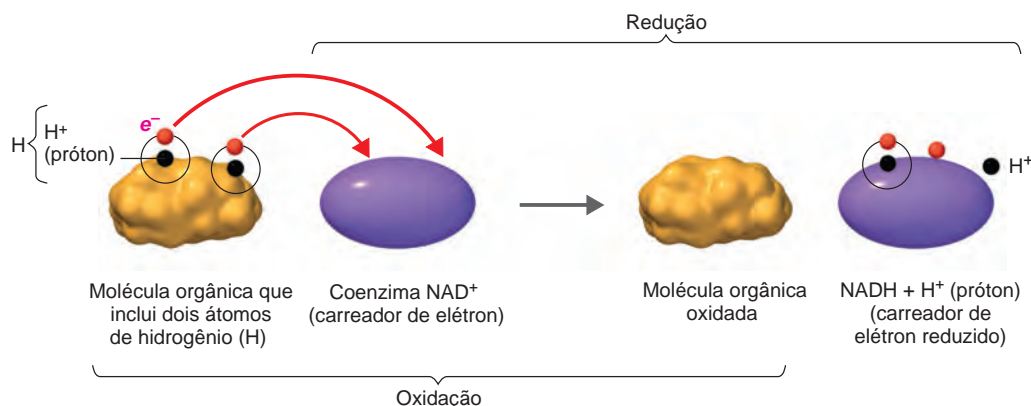 Redução
e⁻
H
H⁺
(próton)
H⁺
Molécula orgânica que
inclui dois átomos
de hidrogênio (H)
Coenzima NAD⁺
(carreador de elétron)
Molécula orgânica
oxidada
NADH + H⁺ (próton)
(carreador de
elétron reduzido)
Oxidação